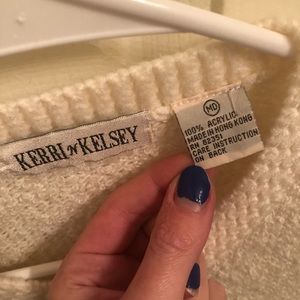 KERRI N KELSEY
MD
100% ACRYLIC
MADE IN HONG KONG
RN 82351
CARE INSTRUCTION
ON BACK